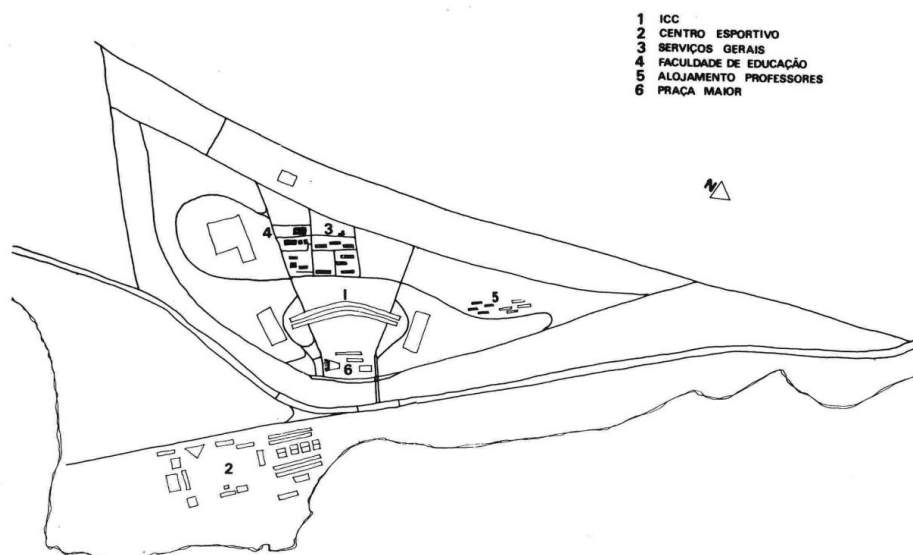 1 ICC
2 CENTRO ESPORTIVO
3 SERVIÇOS GERAIS
4 FACULDADE DE EDUCAÇÃO
5 ALOJAMENTO PROFESSORES
6 PRAÇA MAIOR
N
4
3
1
5
6
2